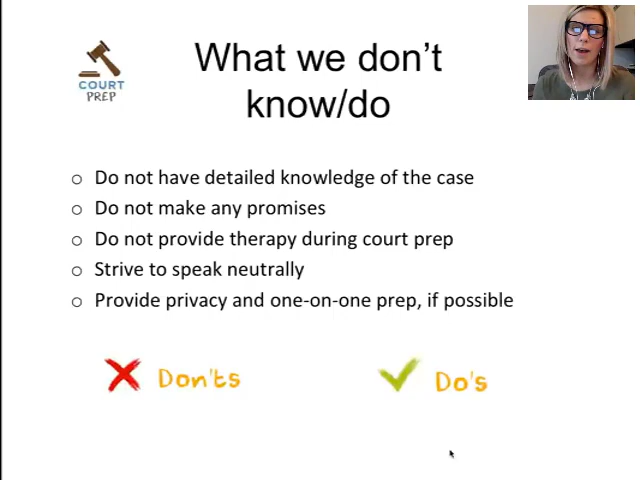 COURT
PREP
What we don't
know/do
Do not have detailed knowledge of the case
Do not make any promises
Do not provide therapy during court prep
Strive to speak neutrally
Provide privacy and one-on-one prep, if possible
Don'ts
Do's